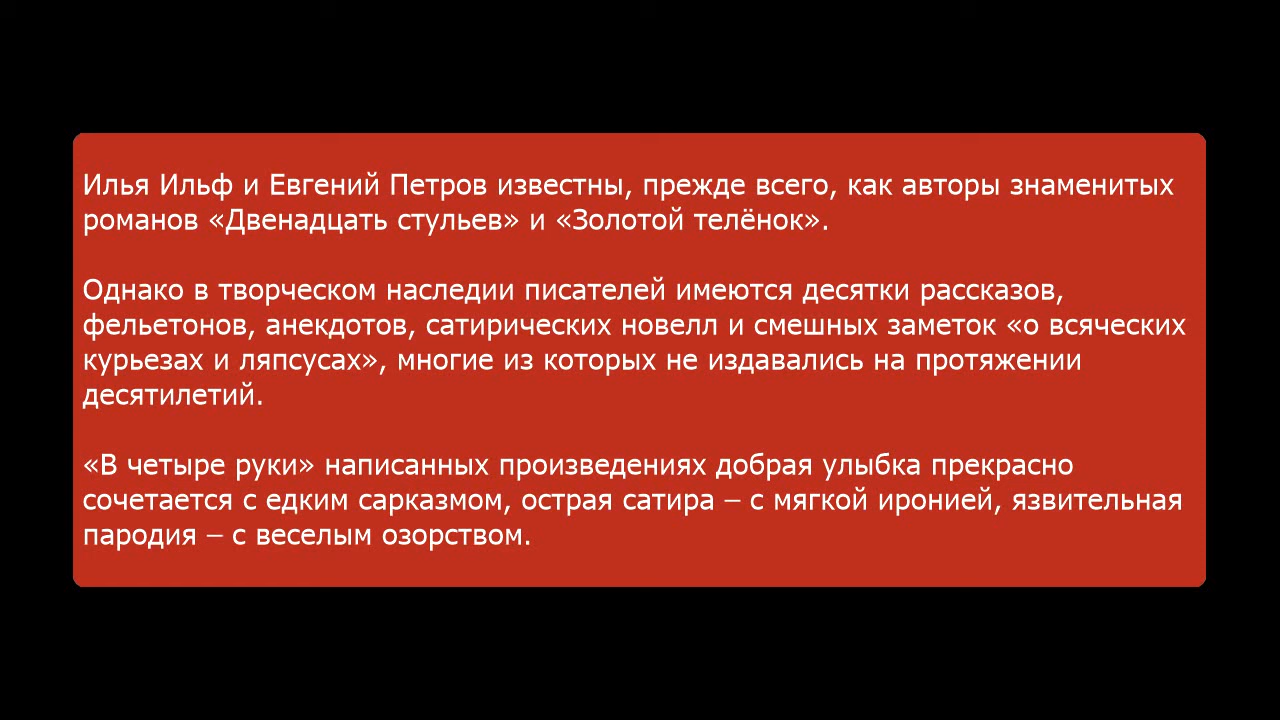 Илья Ильф и Евгений Петров известны, прежде всего, как авторы знаменитых
романов «Двенадцать стульев» и «Золотой телёнок».
Однако в творческом наследии писателей имеются десятки рассказов,
фельетонов, анекдотов, сатирических новелл и смешных заметок «о всяческих
курьезах и ляпсусах», многие из которых не издавались на протяжении
десятилетий.
«В четыре руки» написанных произведениях добрая улыбка прекрасно
сочетается с едким сарказмом, острая сатира – с мягкой иронией, язвительная
пародия – с веселым озорством.